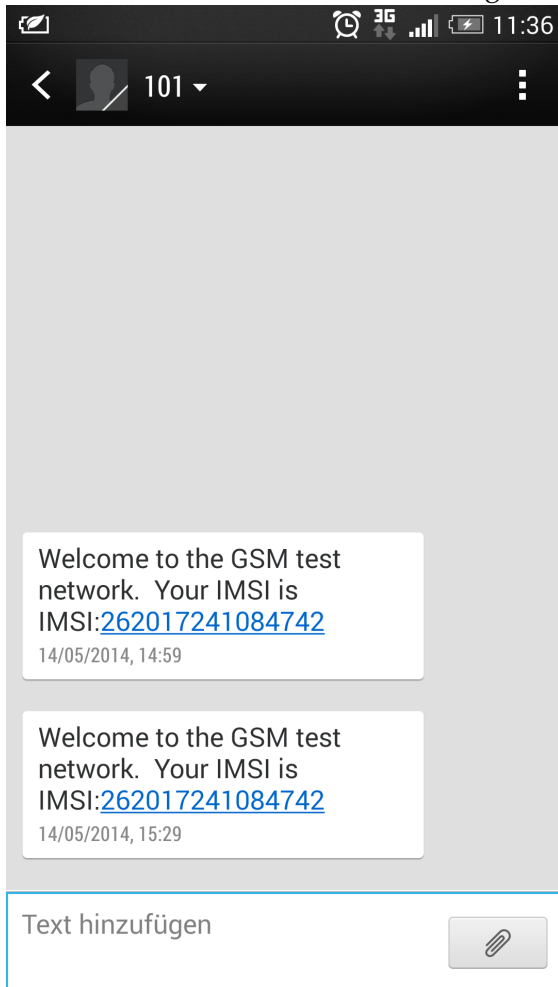 3G
11:36
101
Welcome to the GSM test
network.  Your IMSI is
IMSI:262017241084742
14/05/2014, 14:59
Welcome to the GSM test
network.  Your IMSI is
IMSI:262017241084742
14/05/2014, 15:29
Text hinzufügen